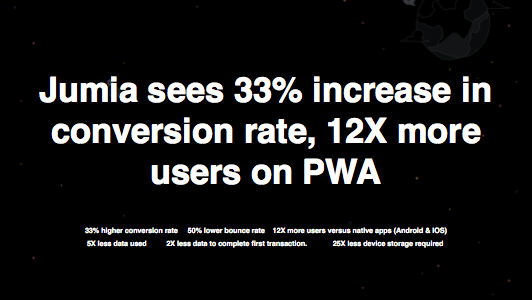 Jumia sees 33% increase in
conversion rate, 12X more
users on PWA
33% higher conversion rate 50% lower bounce rate 12X more users versus native apps (Android & IOS)
5X less data used 2X less data to complete first transaction. 25X less device storage required